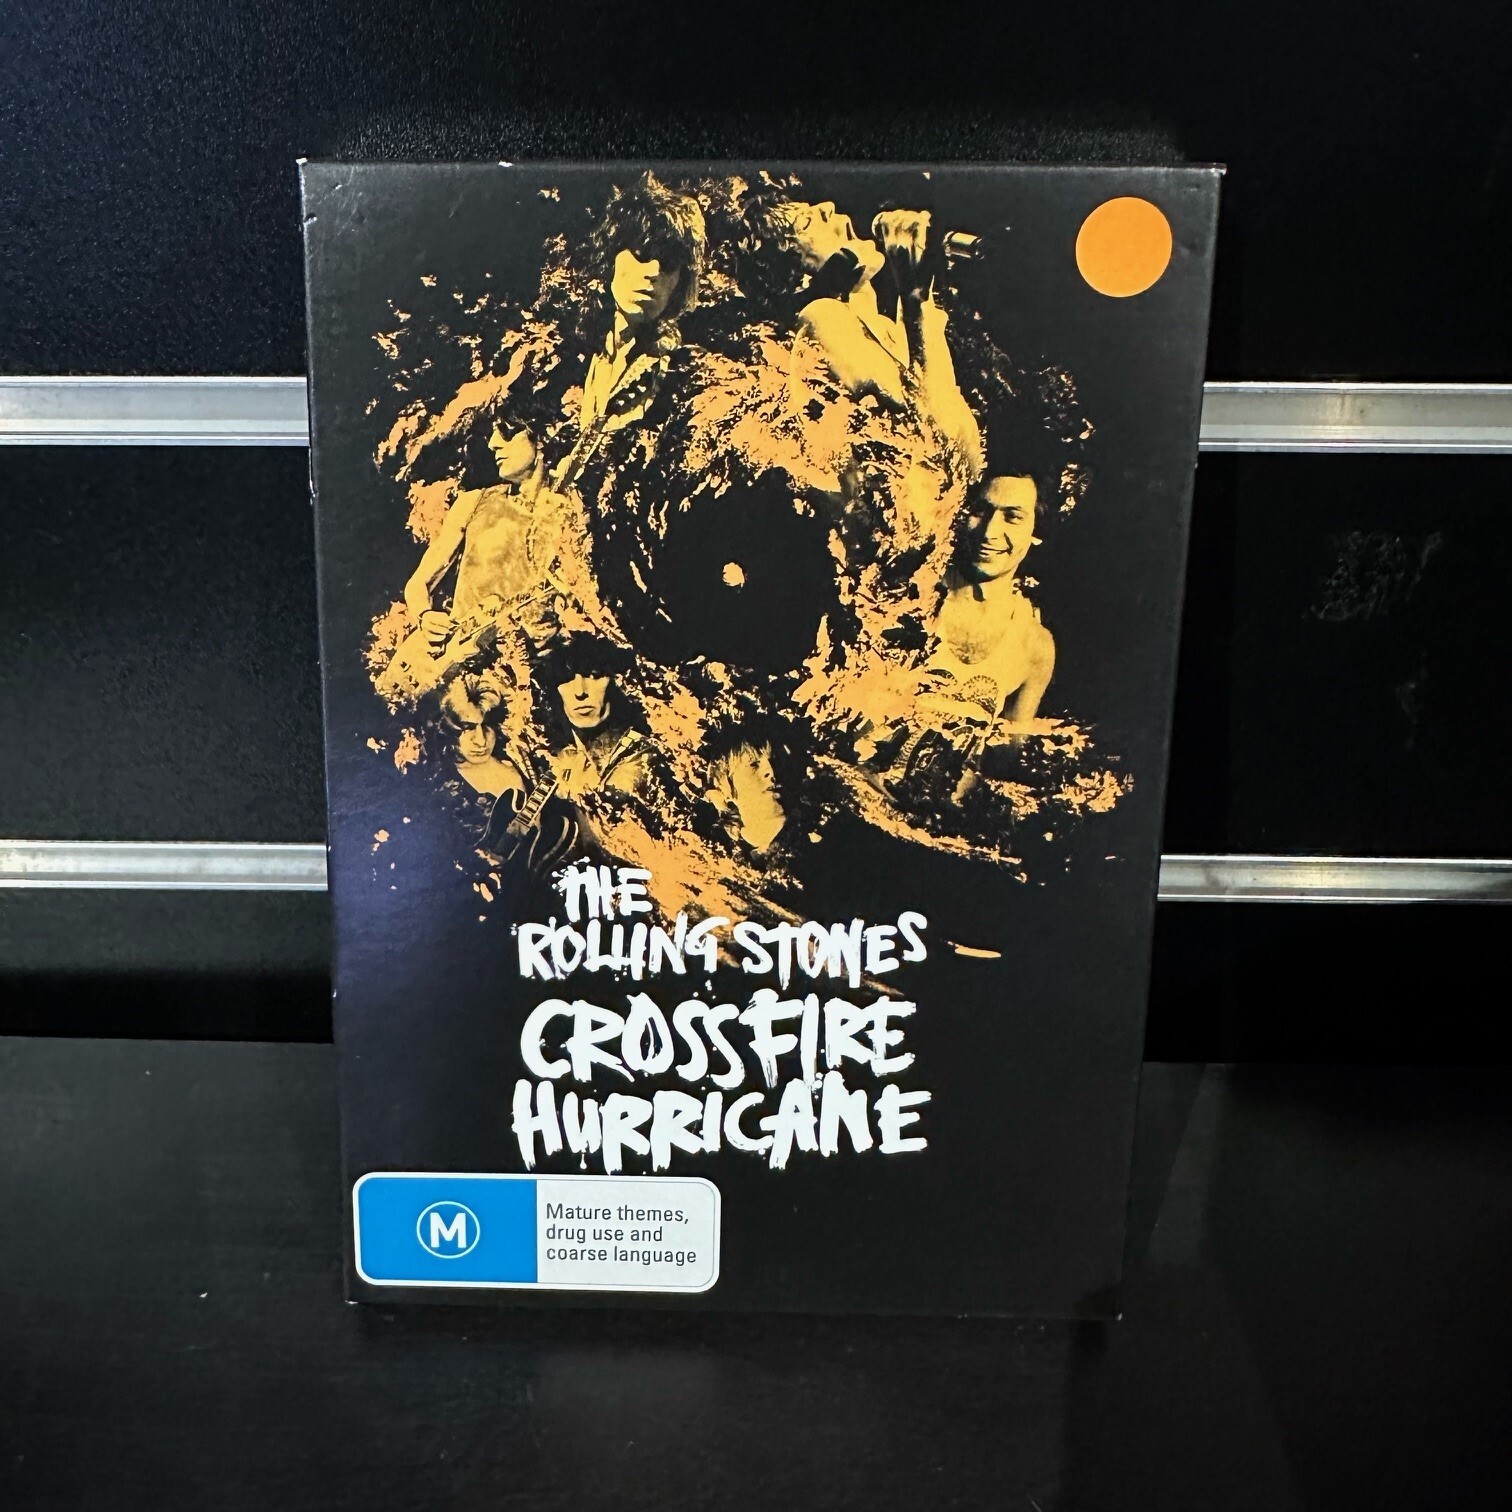 THE
ROLLING STONES
CROSSFIRE
HURRICANE
M
Mature themes,
drug use and
coarse language